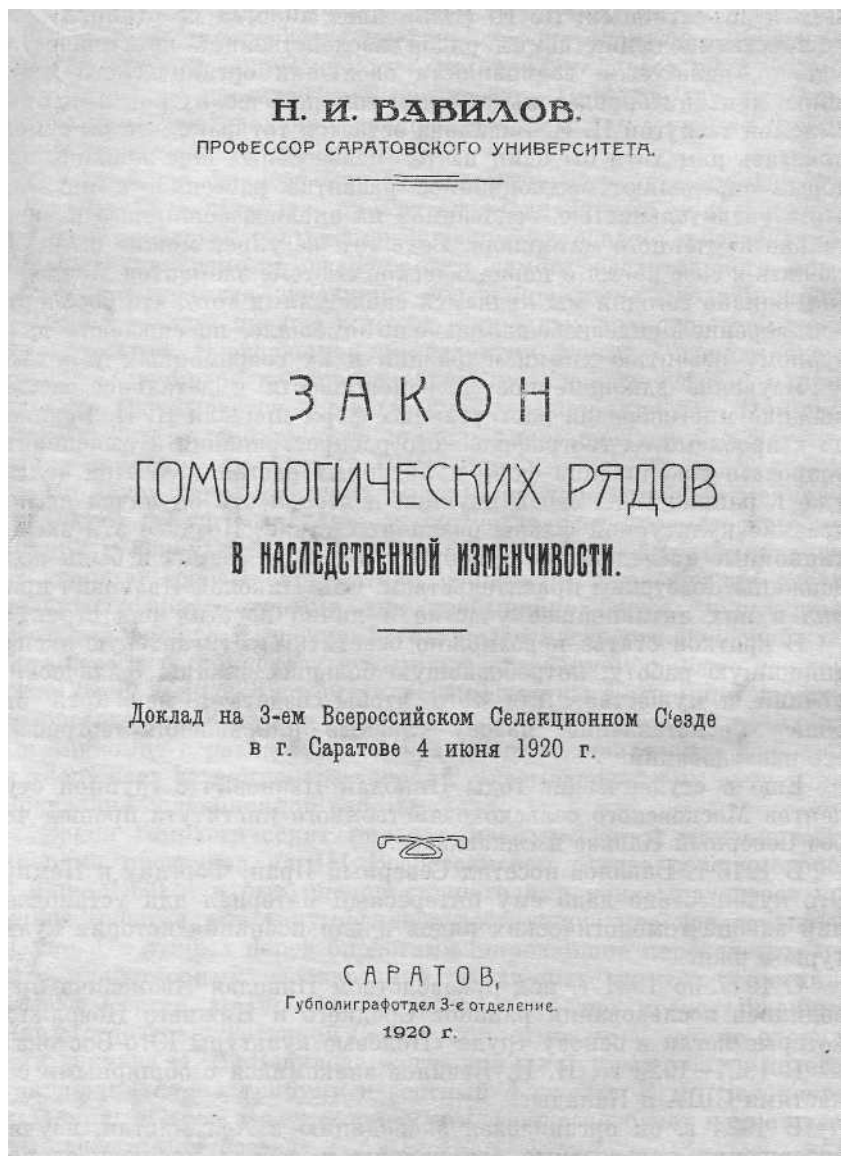 Н. И. ВАВИЛОВ.
ПРОФЕССОР САРАТОВСКОГО УНИВЕРСИТЕТА.
ЗАКОН
ГОМОЛОГИЧЕСКИХ РЯДОВ
В НАСЛЕДСТВЕННОЙ ИЗМЕНЧИВОСТИ.
Доклад на 3-ем Всероссийском Селекционном С'езде
в г. Саратове 4 июня 1920 г.
САРАТОВ,
Губполиграфотдел 3-е отделение
1920 г.